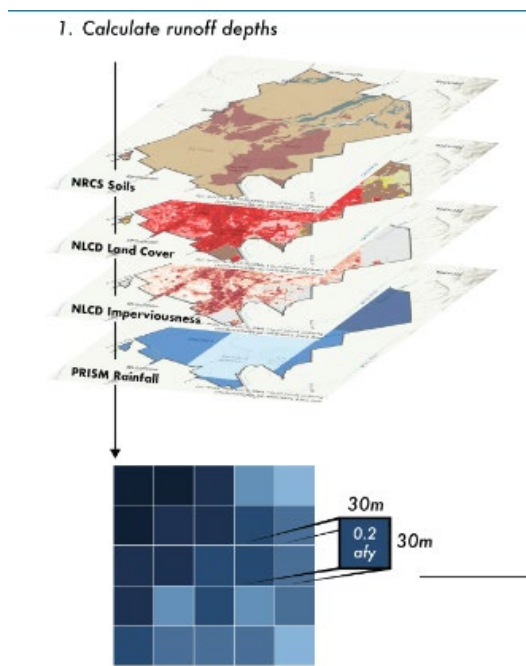 1. Calculate runoff depths
NRCS Soils
NLCD Land Cover
NLCD Imperviousness
PRISM Rainfall
30m
0.2
afy
30m